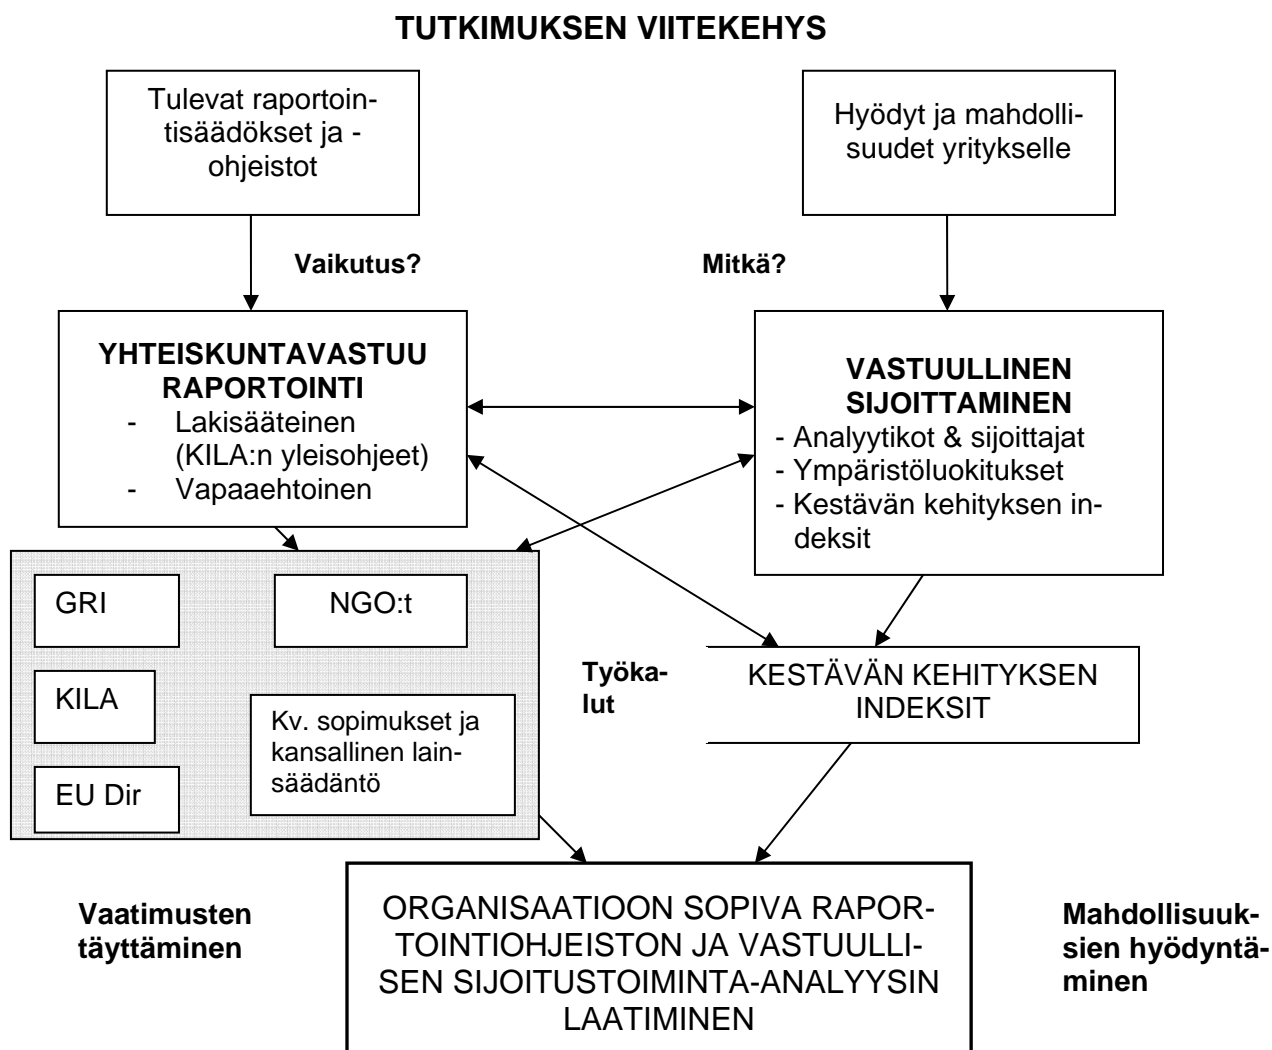 TUTKIMUKSEN VIITEKEHYS
Tulevat raportoin-
tisäädökset ja -
ohjeistot
Hyödyt ja mahdolli-
suudet yritykselle
Vaikutus?
Mitkä?
YHTEISKUNTAVASTUU
RAPORTOINTI
- Lakisääteinen
(KILA:n yleisohjeet)
- Vapaaehtoinen
VASTUULLINEN
SIJOITTAMINEN
- Analyytikot & sijoittajat
- Ympäristöluokitukset
- Kestävän kehityksen in-
deksit
GRI
NGO:t
KILA
Kv. sopimukset ja
kansallinen lain-
säädäntö
EU Dir
Työka-
lut
KESTÄVÄN KEHITYKSEN
INDEKSIT
Vaatimusten
täyttäminen
ORGANISAATIOON SOPIVA RAPOR-
TOINTIOHJEISTON JA VASTUULLI-
SEN SIJOITUSTOIMINTA-ANALYYSIN
LAATIMINEN
Mahdollisuuk-
sien hyödyntä-
minen